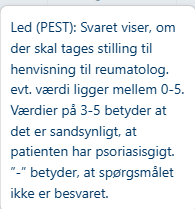 Led (PEST): Svaret viser, om
der skal tages stilling til
henvisning til reumatolog.
evt. værdi ligger mellem 0-5.
Værdier på 3-5 betyder at
det er sandsynligt, at
patienten har psoriasisgigt.
”-” betyder, at spørgsmålet
ikke er besvaret.